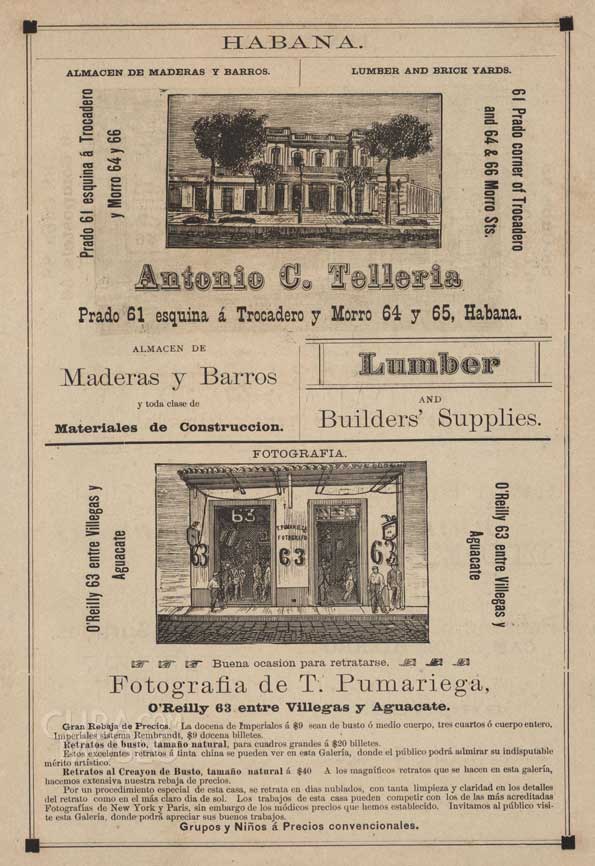 HABANA.
ALMACEN DE MADERAS Y BARROS.
LUMBER AND BRICK YARDS.
Prado 61 esquina á Trocadero
y Morro 64 y 66
61 Prado corner of Trocadero
and 64 & 66 Morro Sts.
Antonio C. Telleria
Prado 61 esquina á Trocadero y Morro 64 y 65, Habana.
ALMACEN DE
Maderas y Barros
y toda clase de
Materiales de Construccion.
Lumber
AND
Builders' Supplies.
FOTOGRAFIA.
O'Reilly 63 entre Villegas y
Aguacate
63
T. PUMARIEGA
FOTOGRAFO
63
63
63
O'Reilly 63 entre Villegas y
Aguacate
Buena ocasion para retratarse.
Fotografia de T. Pumariega,
O'Reilly 63 entre Villegas y Aguacate.
Gran Rebaja de Precios. La docena de Imperiales á $9 sean de busto ó medio cuerpo, tres cuartos ó cuerpo entero,
Imperiales sistema Rembrandt, $9 docena billetes.
Retratos de busto, tamaño natural, para cuadros grandes á $20 billetes.
Estos excelentes retratos á tinta china se pueden ver en esta Galería, donde el público podrá admirar su indisputable
mérito artístico.
Retratos al Creayon de Busto, tamaño natural á $40 A los magníficos retratos que se hacen en esta galería,
hacemos extensiva nuestra rebaja de precios.
Por un procedimiento especial de esta casa, se retrata en dias nublados, con tanta limpieza y claridad en los detalles
del retrato como en el más claro dia de sol. Los trabajos de esta casa pueden competir con los de las más acreditadas
Fotografías de New York y Paris, sin embargo de los módicos precios que hemos establecido. Invitamos al público visi-
te esta Galería, donde podrá apreciar sus buenos trabajos.
Grupos y Niños á Precios convencionales.